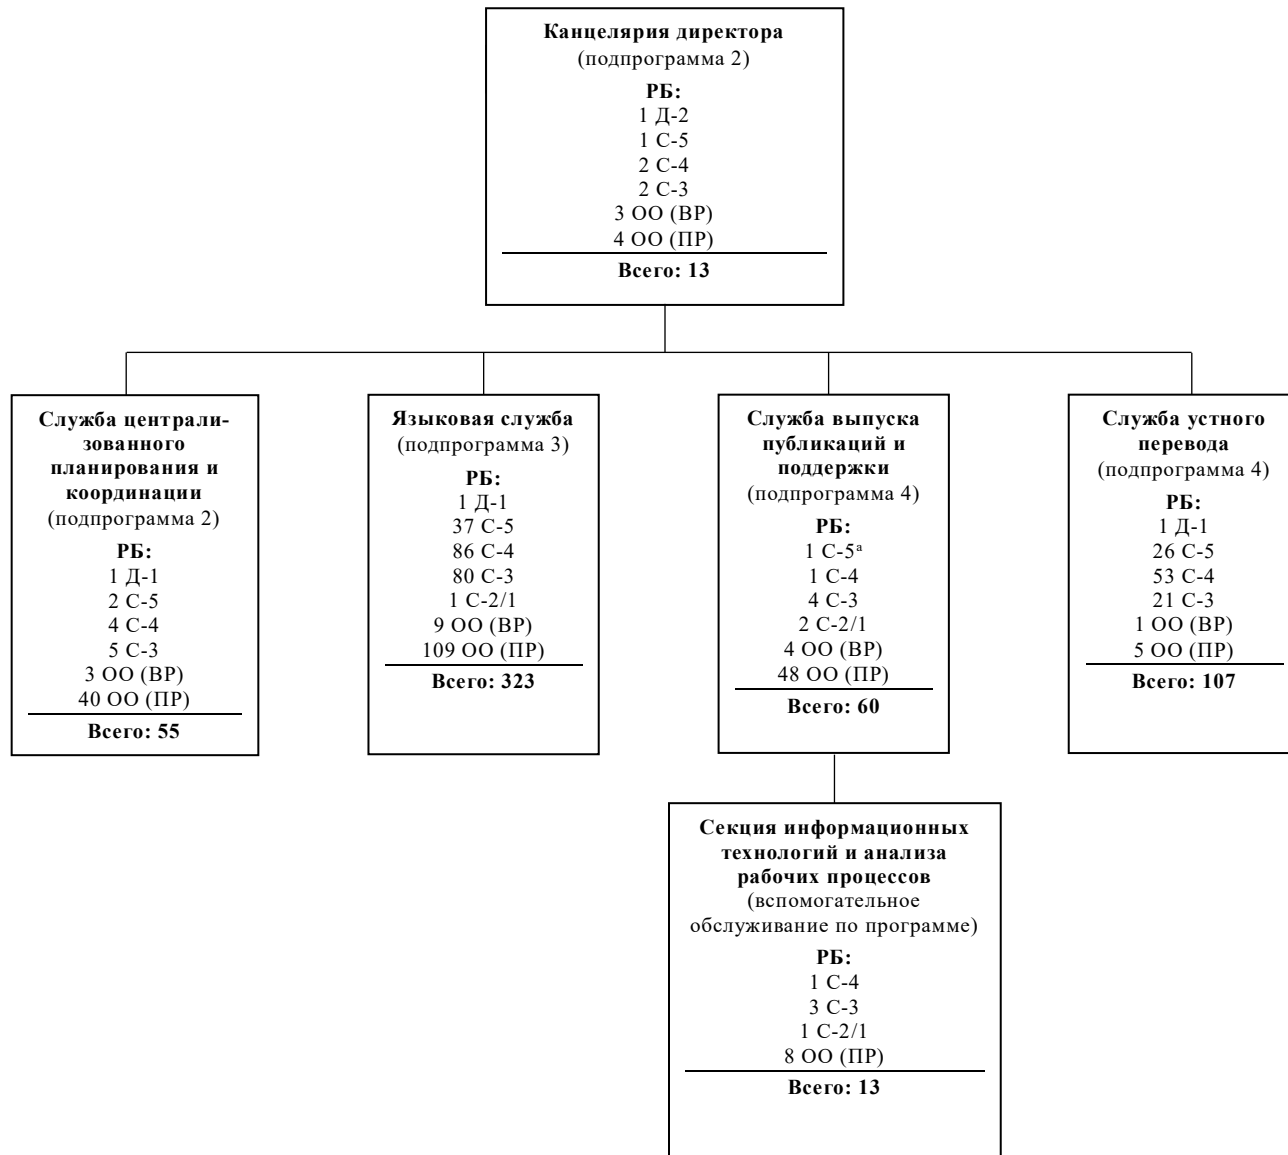 Канцелярия директора
(подпрограмма 2)
РБ:
1 Д-2
1 С-5
2 С-4
2 С-3
3 ОО (ВР)
4 ОО (ПР)
Всего: 13
Служба централи-
зованного
планирования и
координации
(подпрограмма 2)
РБ:
1 Д-1
2 С-5
4 С-4
5 С-3
3 ОО (ВР)
40 ОО (ПР)
Всего: 55
Языковая служба
(подпрограмма 3)
РБ:
1 Д-1
37 С-5
86 С-4
80 С-3
1 С-2/1
9 ОО (ВР)
109 ОО (ПР)
Всего: 323
Служба выпуска
публикаций и
поддержки
(подпрограмма 4)
РБ:
1 С-5ᵃ
1 С-4
4 С-3
2 С-2/1
4 ОО (ВР)
48 ОО (ПР)
Всего: 60
Служба устного
перевода
(подпрограмма 4)
РБ:
1 Д-1
26 С-5
53 С-4
21 С-3
1 ОО (ВР)
5 ОО (ПР)
Всего: 107
Секция информационных
технологий и анализа
рабочих процессов
(вспомогательное
обслуживание по программе)
РБ:
1 С-4
3 С-3
1 С-2/1
8 ОО (ПР)
Всего: 13